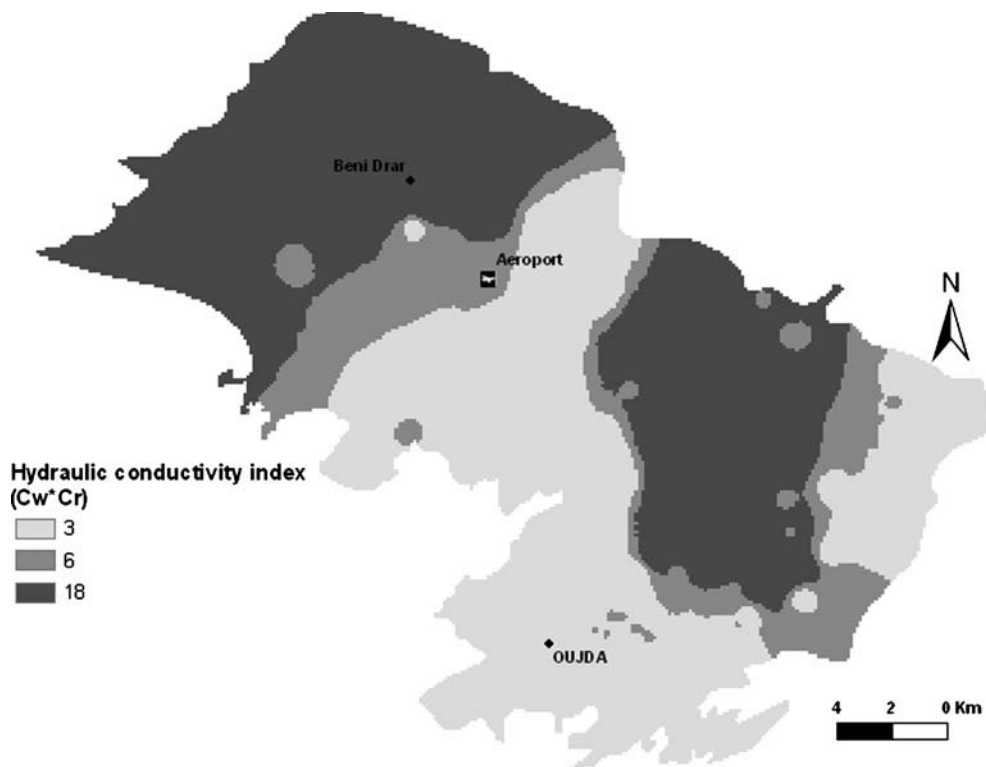 Beni Drar
Aeroport
N
Hydraulic conductivity index
(Cw*Cr)
3
6
18
OUJDA
4 2 0 Km